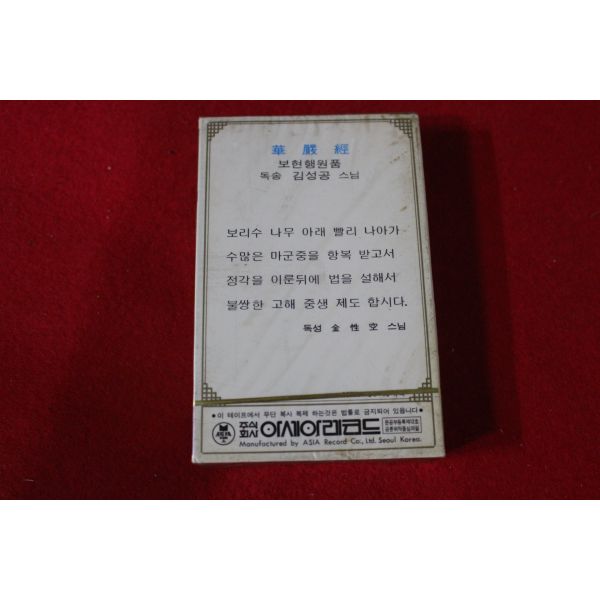 華嚴經
보현행원품
독송 김성공 스님
보리수 나무 아래 빨리 나아가
수많은 마군중을 항복 받고서
정각을 이룬뒤에 법을 설해서
불쌍한 고해 중생 제도 합시다.
독성 金性空 스님
●이 테이프에서 무단 복사 복제 하는것은 법률로 금지되어 있읍니다●
주식회사 아세아레코드
Manufactured by ASIA Record Co., Ltd. Seoul Korea.